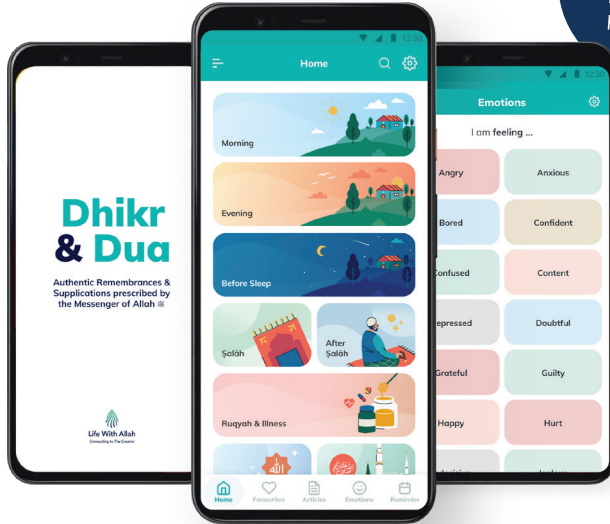 Dhikr
& Dua
Authentic Remembrances &
Supplications prescribed by
the Messenger of Allah ﷺ
Life With Allah
Connecting to The Creator
12:30
Home
Morning
Evening
Before Sleep
Ṣalāh
After
Ṣalāh
Ruqyah & Illness
الله
Home
Favourites
Articles
Emotions
Reminder
12:30
Emotions
I am feeling ...
Angry
Anxious
Bored
Confident
Confused
Content
epressed
Doubtful
Grateful
Guilty
Happy
Hurt